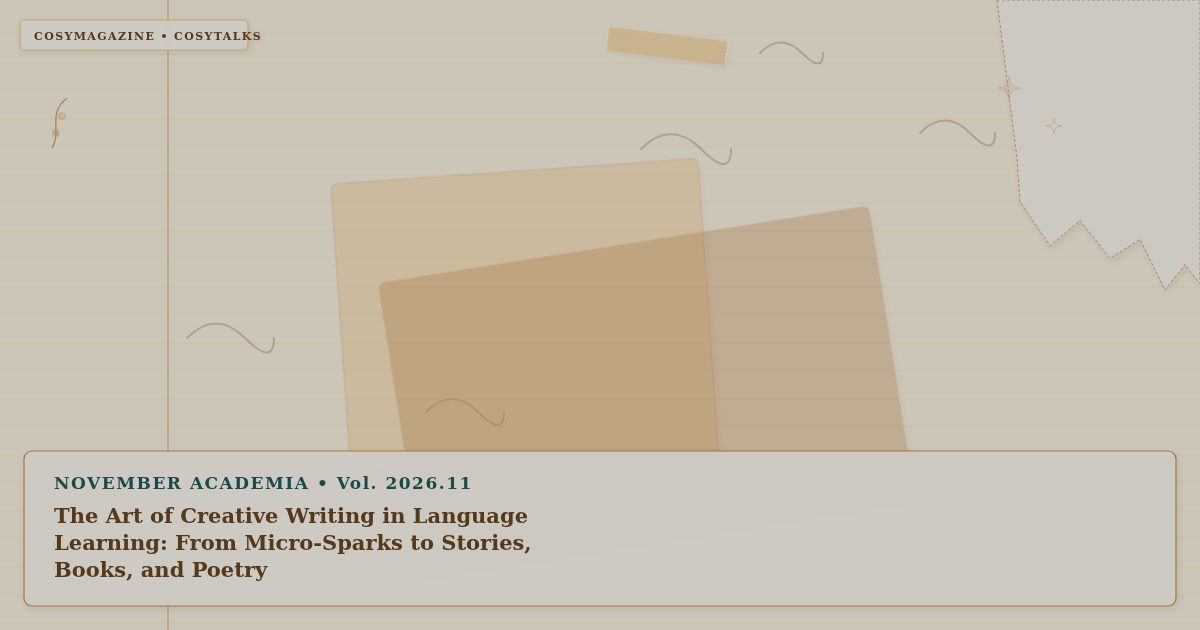 COSYMAGAZINE • COSYTALKS
NOVEMBER ACADEMIA • Vol. 2026.11
The Art of Creative Writing in Language
Learning: From Micro-Sparks to Stories,
Books, and Poetry